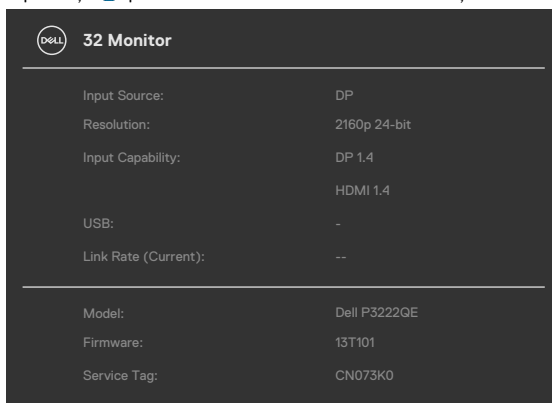 DELL 32 Monitor
Input Source: DP
Resolution: 2160p 24-bit
Input Capability: DP 1.4
HDMI 1.4
USB: -
Link Rate (Current): --
Model: Dell P3222QE
Firmware: 13T101
Service Tag: CN073K0